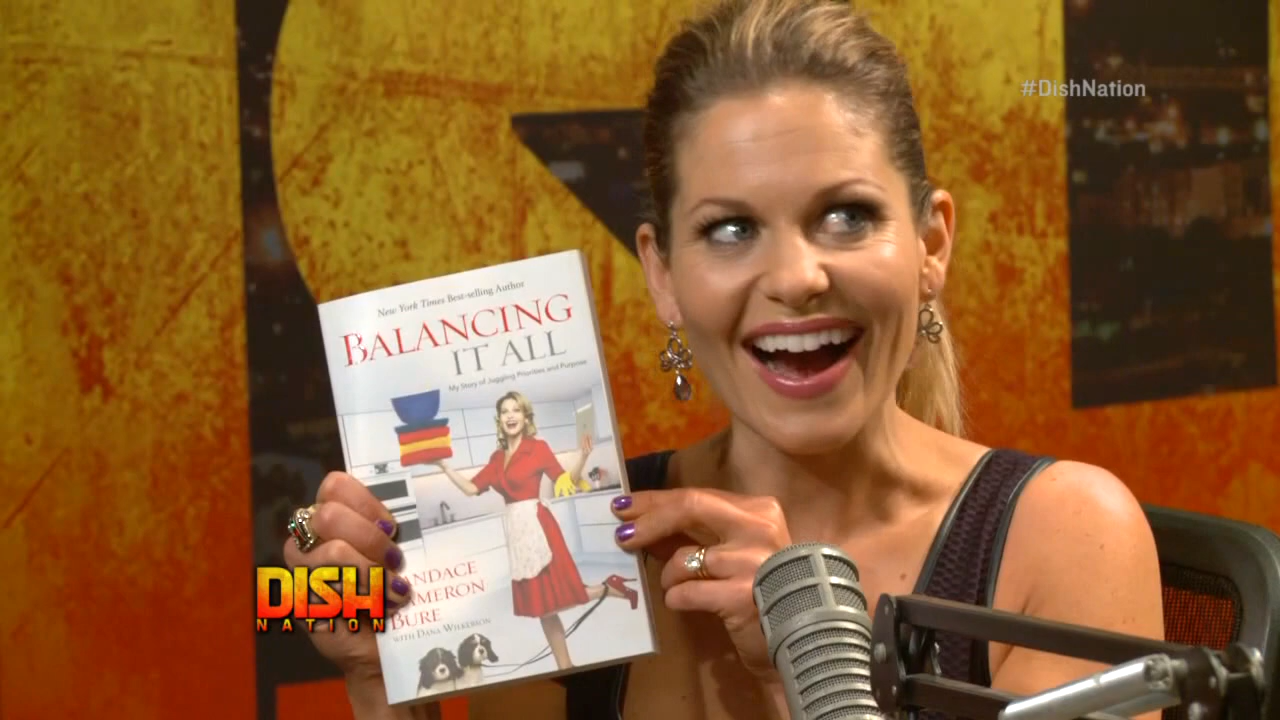 #DishNation
New York Times Best-selling Author
BALANCING
IT ALL
My Story of Juggling Priorities and Purpose
ANDACE
AMERON
BURE
WITH DANA WILKERSON
DISH
NATION